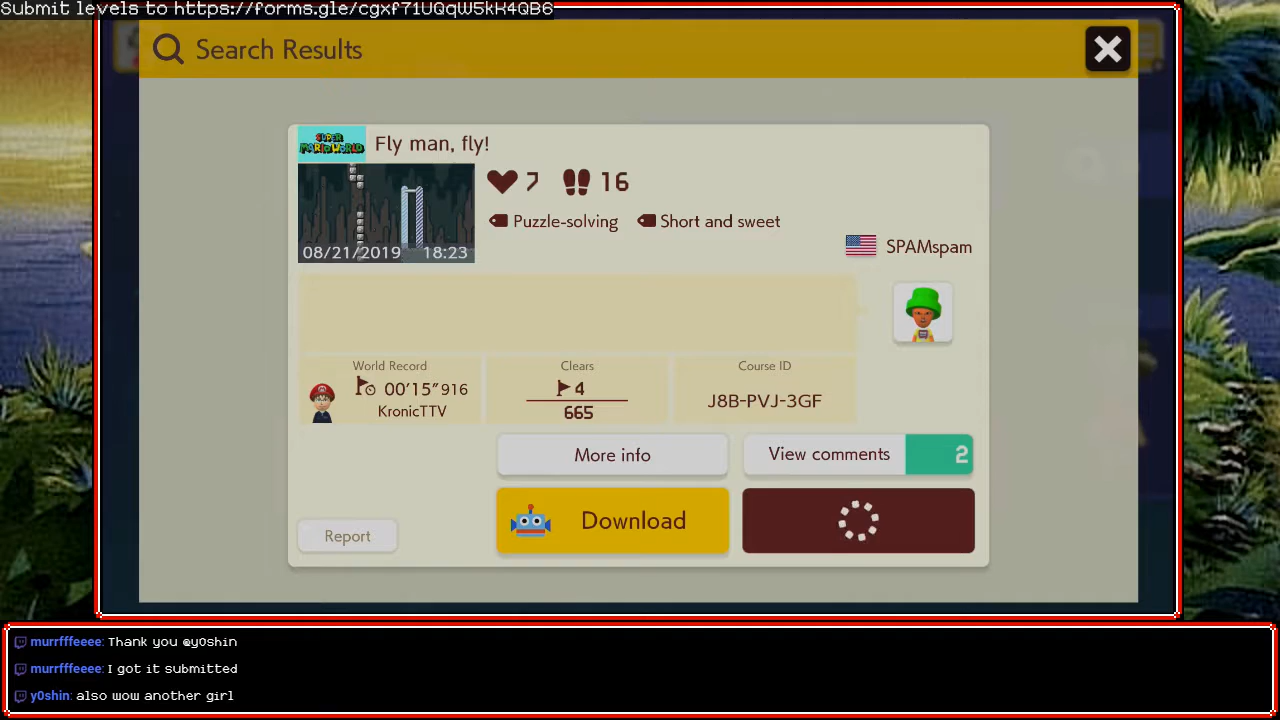 Submit levels to https://forms.gle/cgxf71UQqW5kH4QB6
Search Results
SUPER MARIO WORLD
Fly man, fly!
7 16
Puzzle-solving Short and sweet
08/21/2019 18:23
SPAMspam
World Record
00'15"916
KronicTTV
Clears
4
665
Course ID
J8B-PVJ-3GF
More info
View comments 2
Report
Download
murrfffeeee: Thank you @y0shin
murrfffeeee: I got it submitted
y0shin: also wow another girl